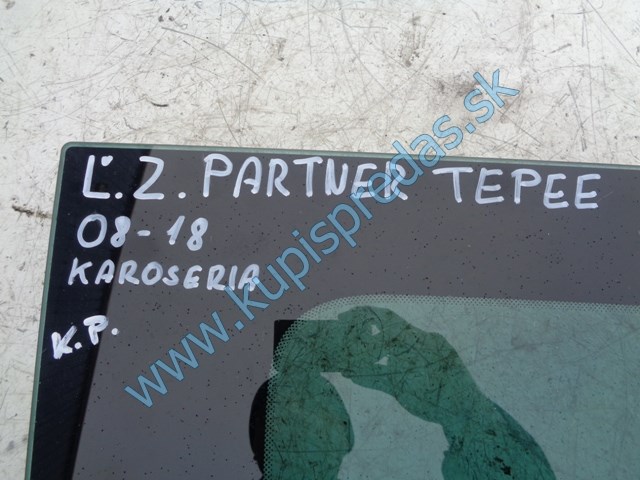 Ľ.Z. PARTNER TEPEE
08-18
KAROSERIA
K.P.
www.kupispredas.sk